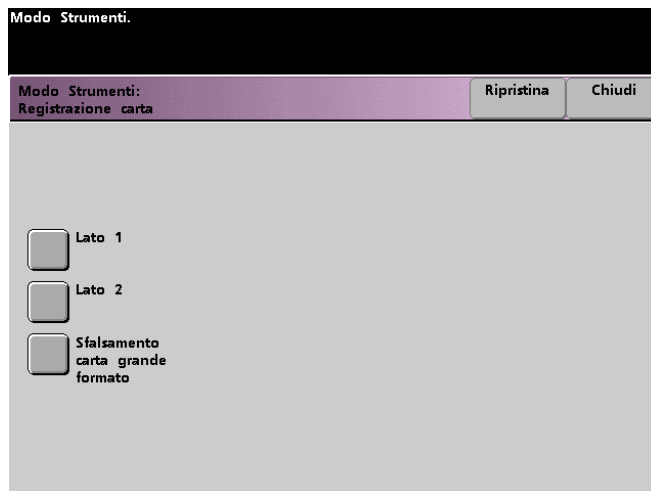 Modo Strumenti.
Modo Strumenti:
Registrazione carta
Ripristina
Chiudi
Lato 1
Lato 2
Sfalsamento
carta grande
formato